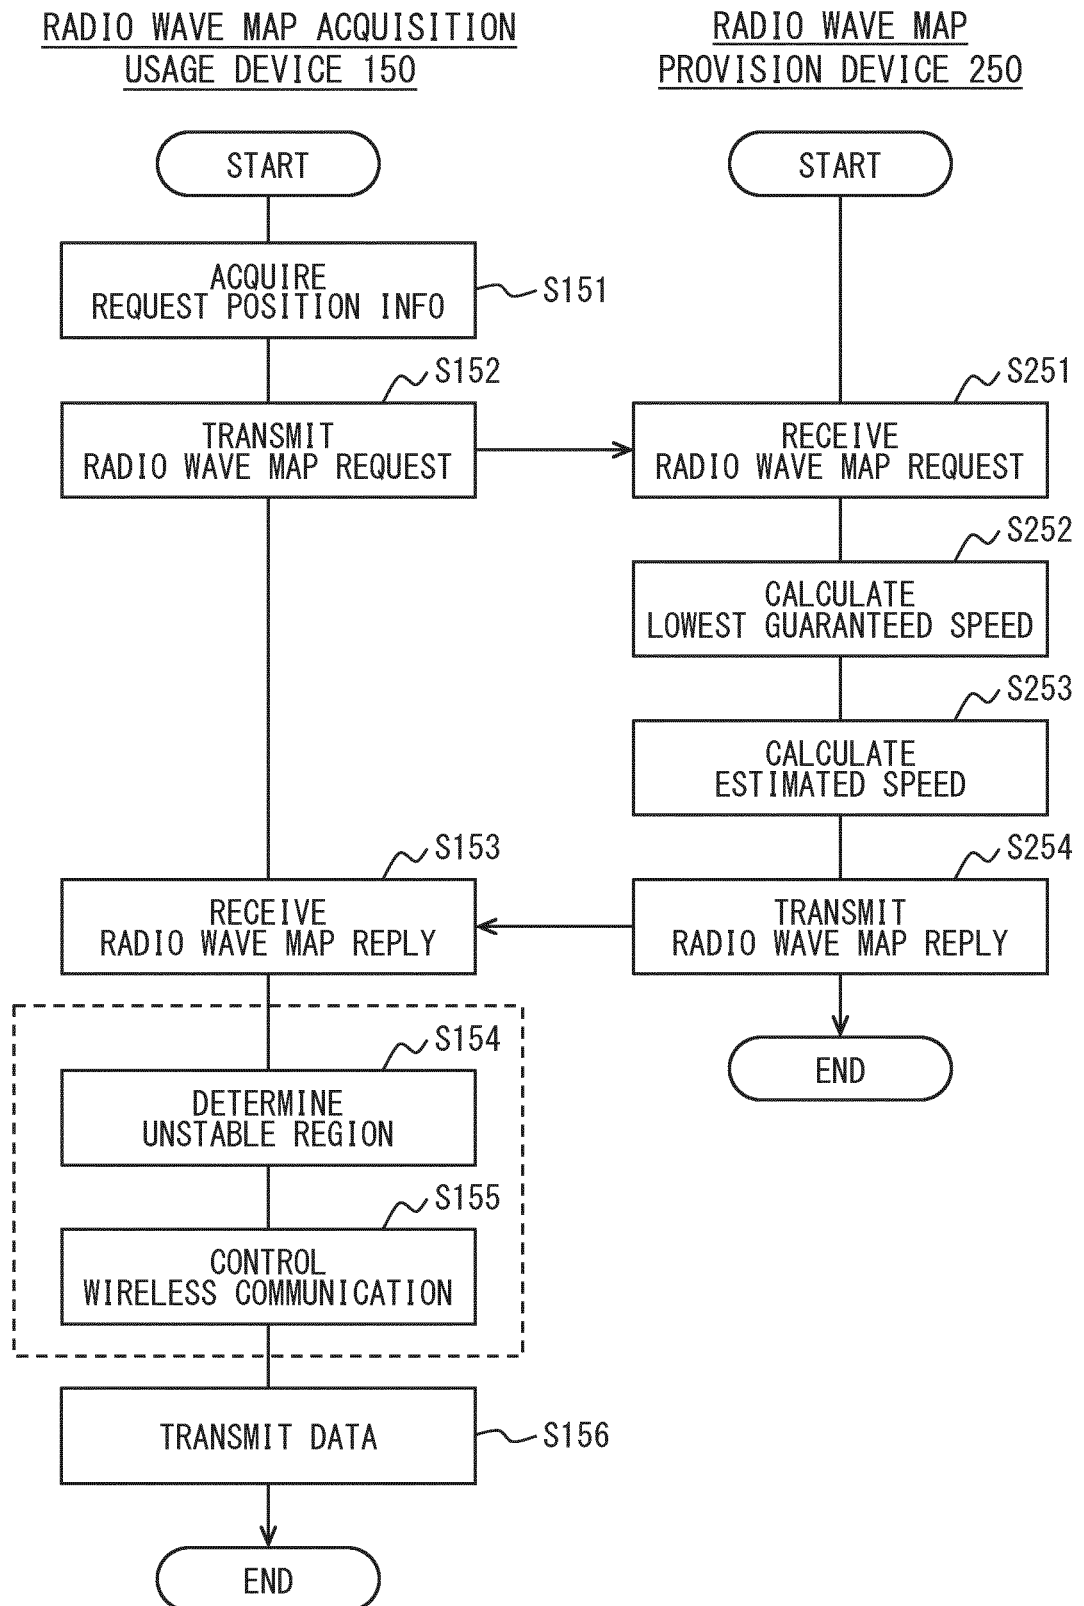 RADIO WAVE MAP ACQUISITION
USAGE DEVICE 150
START
ACQUIRE
REQUEST POSITION INFO
S151
S152
TRANSMIT
RADIO WAVE MAP REQUEST
S153
RECEIVE
RADIO WAVE MAP REPLY
S154
DETERMINE
UNSTABLE REGION
S155
CONTROL
WIRELESS COMMUNICATION
TRANSMIT DATA
S156
END
RADIO WAVE MAP
PROVISION DEVICE 250
START
S251
RECEIVE
RADIO WAVE MAP REQUEST
S252
CALCULATE
LOWEST GUARANTEED SPEED
S253
CALCULATE
ESTIMATED SPEED
S254
TRANSMIT
RADIO WAVE MAP REPLY
END